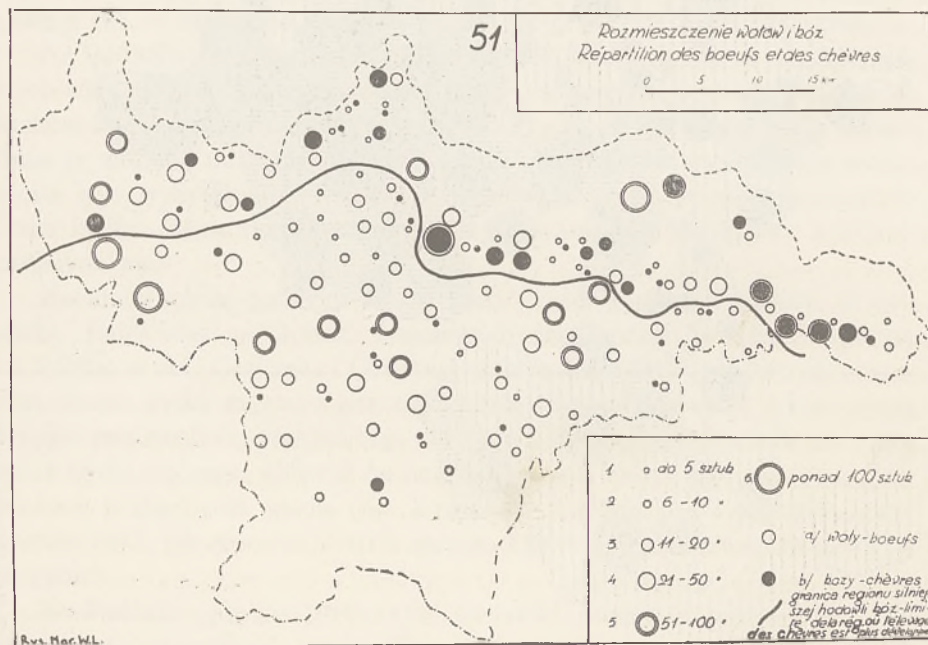 51
Rozmieszczenie wołów i bóz
Répartition des boeufs et des chèvres
0 5 10 15 km
1 do 5 sztub
2 6-10 "
3 11-20 "
4 21-50 "
5 51-100 "
6. ponad 100 sztub
a/ woły-boeufs
b/ bozy-chèvres
granica regionu silniej
szej hodowli bóz-limi-
te de la rég. où l'élevage
des chèvres est plus développé
Rys. Mar. W.L.